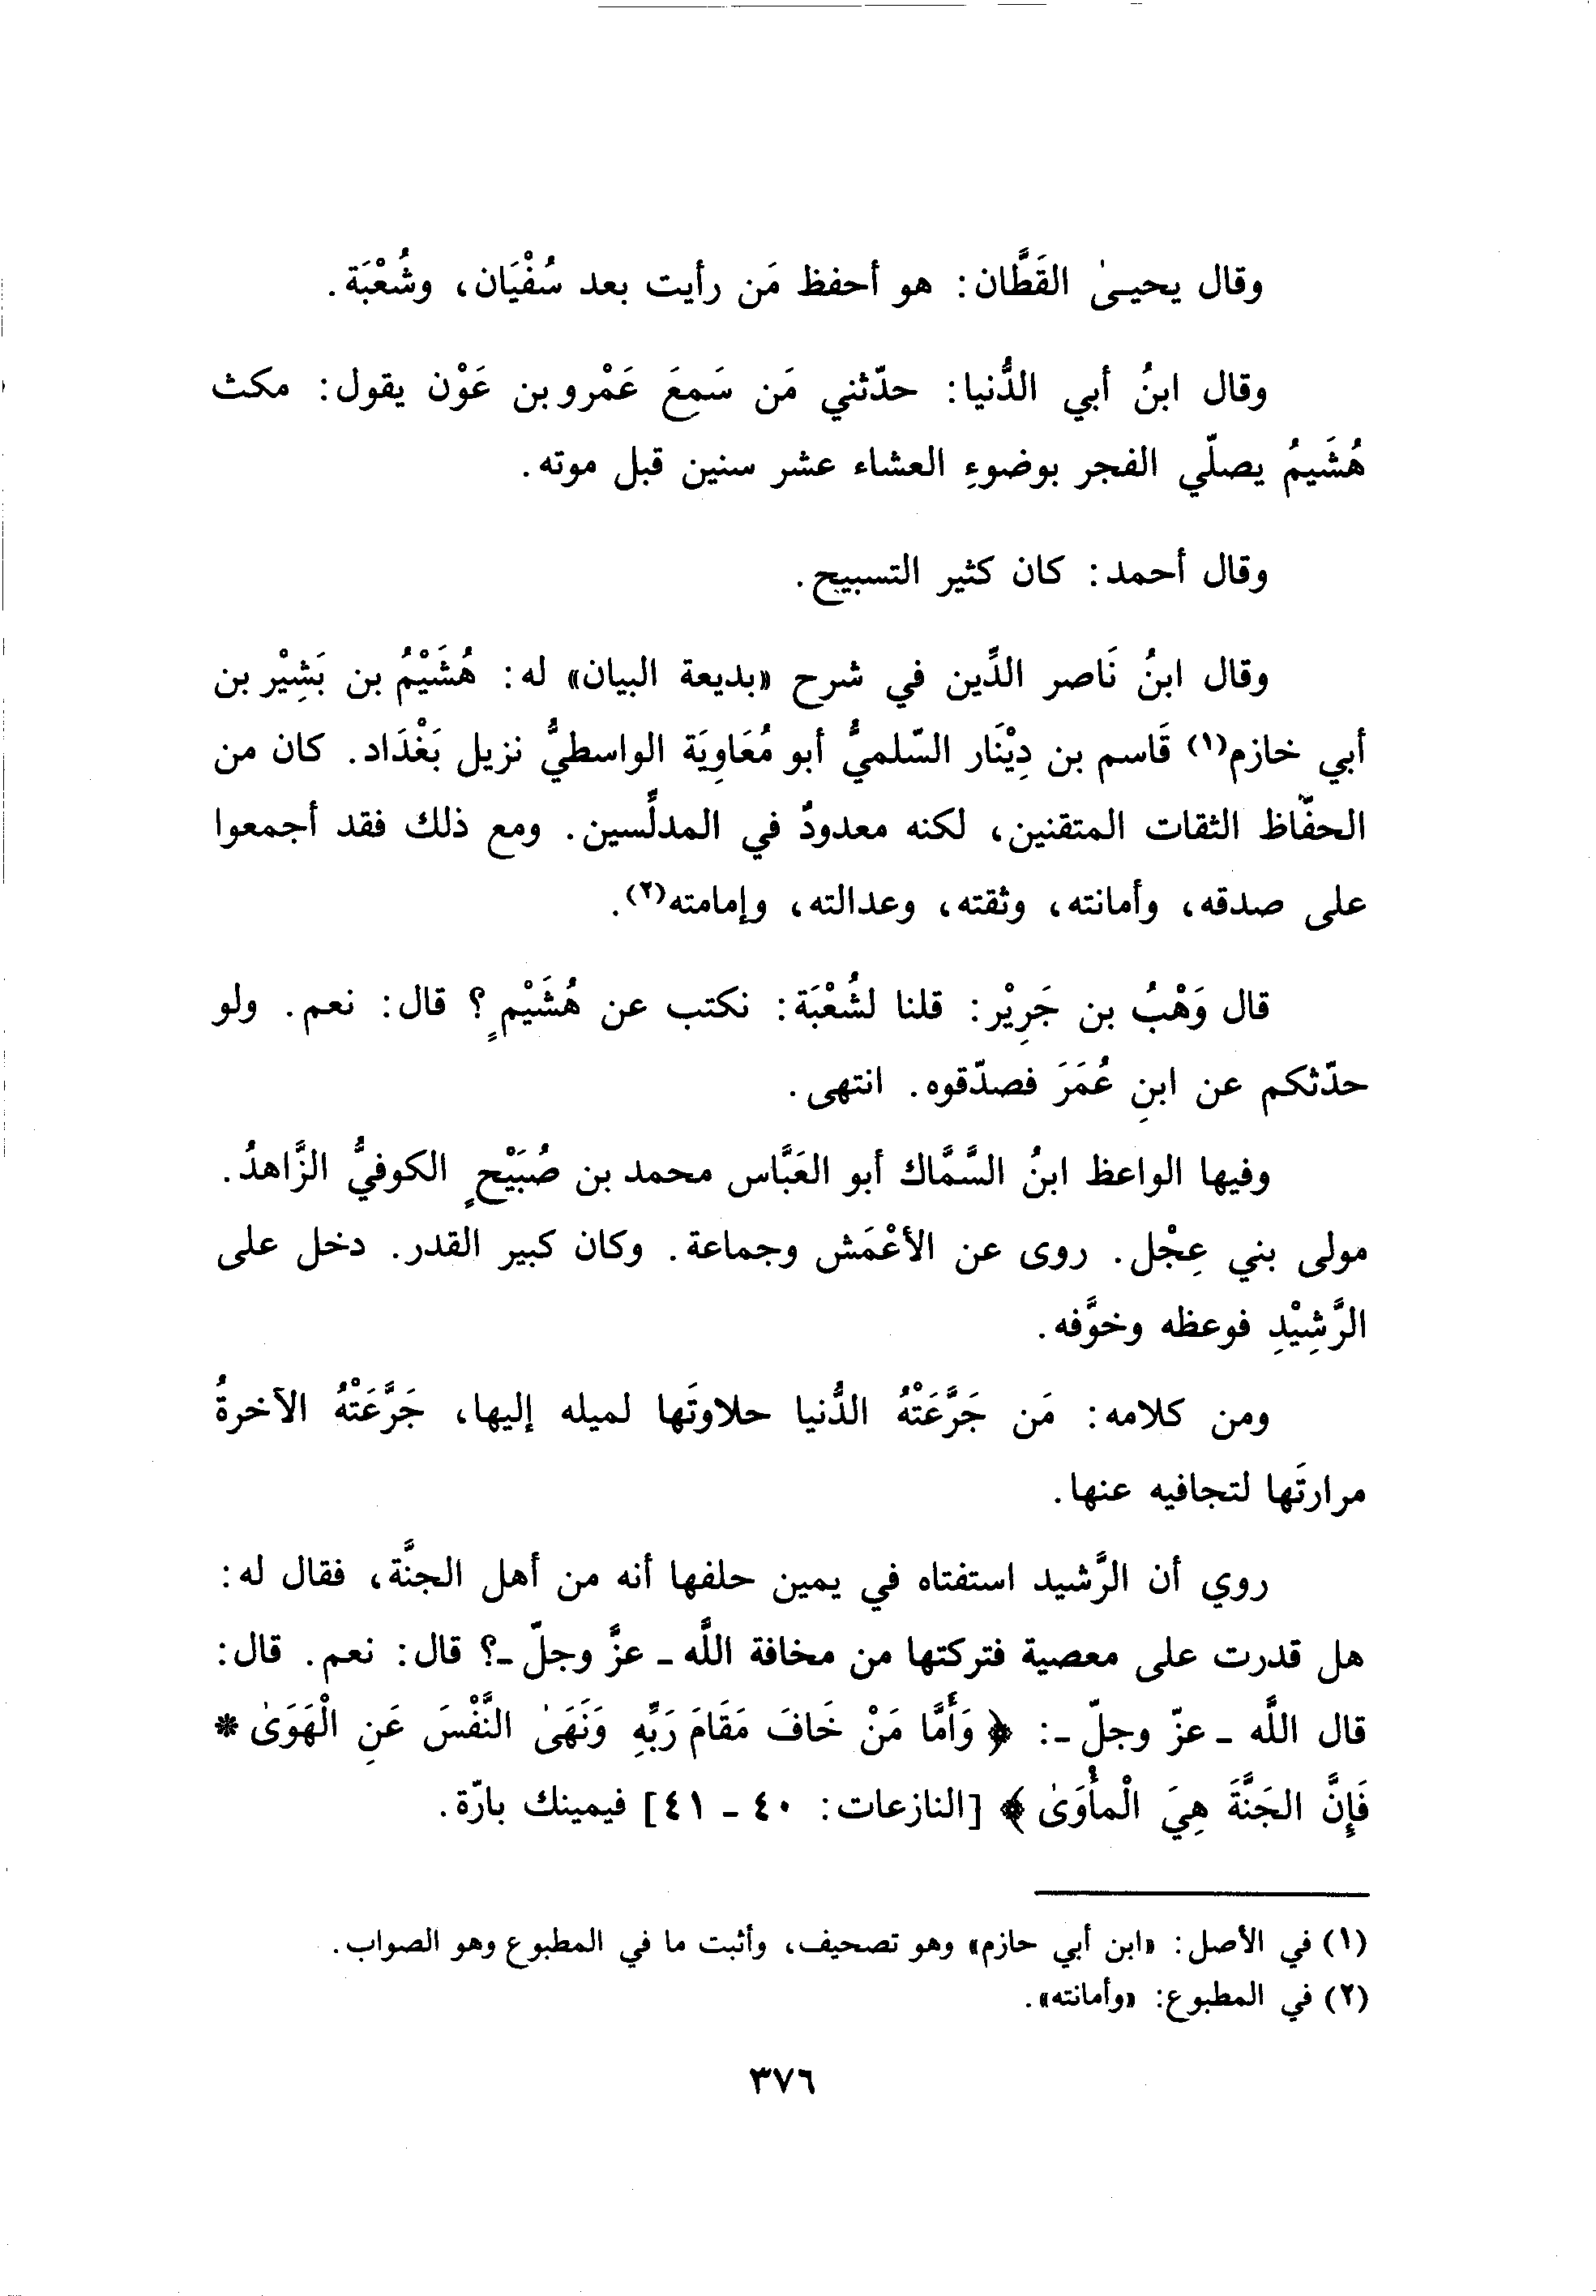 وقال يحيـىٰ القَطَّان: هو أحفظ مَن رأيت بعد سُفْيَان، وشُعْبَة.
وقال ابنُ أبي الدُّنيا: حدّثني مَن سَمِعَ عَمْرو بن عَوْن يقول: مكث
هُشَيمُ يصلّي الفجر بوضوءِ العشاء عشر سنين قبل موته.
وقال أحمد: كان كثير التسبيح.
وقال ابنُ نَاصر الدِّين في شرح «بديعة البيان» له: هُشَيْمُ بن بَشِيْر بن
أبي خازم(١) قَاسم بن دِيْنَار السّلميُّ أبو مُعَاوِيَة الواسطيُّ نزيل بَغْدَاد. كان من
الحفّاظ الثقات المتقنين، لكنه معدودٌ في المدلِّسين. ومع ذلك فقد أجمعوا
على صدقه، وأمانته، وثقته، وعدالته، وإمامته(٢).
قال وَهْبُ بن جَرِيْر: قلنا لشُعْبَة: نكتب عن هُشَيْمٍ؟ قال: نعم. ولو
حدّثكم عن ابنِ عُمَرَ فصدّقوه. انتهى.
وفيها الواعظ ابنُ السَّمَّاك أبو العَبَّاس محمد بن صُبَيْحٍ الكوفيُّ الزَّاهدُ.
مولى بني عِجْل. روى عن الأعْمَش وجماعة. وكان كبير القدر. دخل على
الرَّشِيْدِ فوعظه وخوَّفه.
ومن كلامه: مَن جَرَّعَتْهُ الدُّنيا حلاوتَها لميله إليها، جَرَّعَتْهُ الآخرةُ
مرارتَها لتجافيه عنها.
روي أن الرَّشيد استفتاه في يمين حلفها أنه من أهل الجنَّة، فقال له:
هل قدرت على معصية فتركتها من مخافة اللَّه ـ عزَّ وجلّ ـ؟ قال: نعم. قال:
قال اللَّه ـ عزّ وجلّ ـ: ﴿ وَأَمَّا مَنْ خَافَ مَقَامَ رَبِّهِ وَنَهَىٰ النَّفْسَ عَنِ الْهَوَىٰ *
فَإِنَّ الجَنَّةَ هِيَ الْمأْوَىٰ ﴾ [النازعات: ٤٠ ـ ٤١] فيمينك بارّة.
(١) في الأصل: «ابن أبي حازم» وهو تصحيف، وأثبت ما في المطبوع وهو الصواب.
(٢) في المطبوع: «وأمانته».
٣٧٦